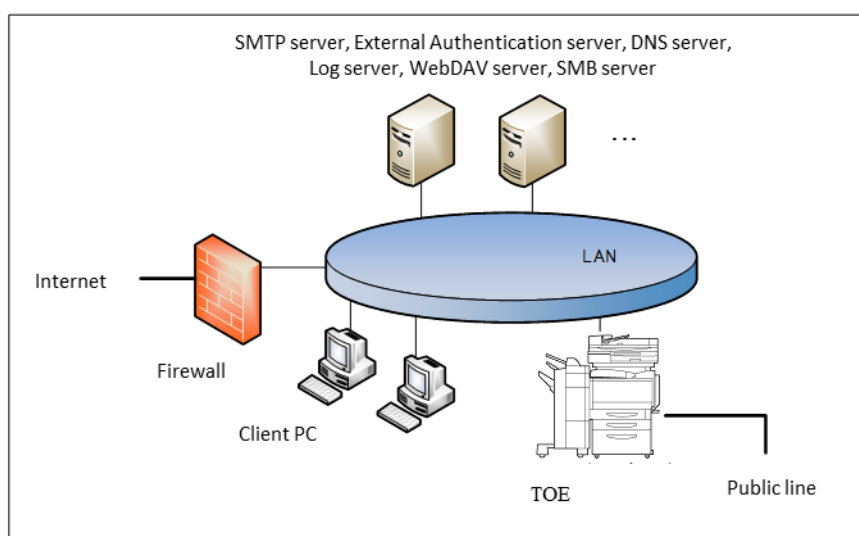 SMTP server, External Authentication server, DNS server,
Log server, WebDAV server, SMB server
...
LAN
Internet
Firewall
Client PC
TOE
Public line